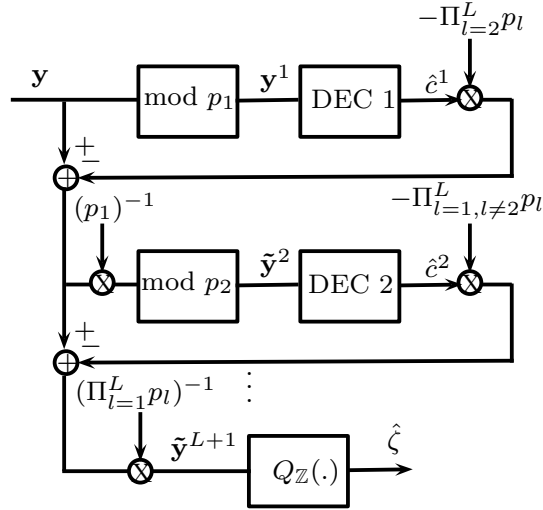 −Π_{l=2}^{L} p_l
y
mod p_1
y^1
DEC 1
ĉ^1
X
+
−
+
(p_1)^{−1}
−Π_{l=1,l≠2}^{L} p_l
X
mod p_2
ỹ^2
DEC 2
ĉ^2
X
+
−
+
(Π_{l=1}^{L} p_l)^{−1}
⋮
X
ỹ^{L+1}
Q_ℤ(.)
ζ̂